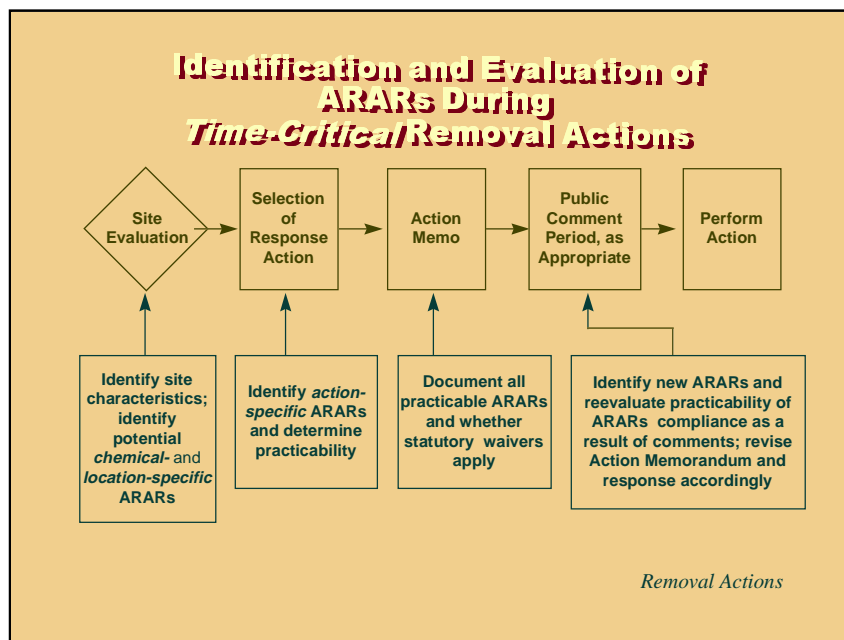 Identification and Evaluation of
ARARs During
Time-Critical Removal Actions
Site
Evaluation
Selection
of
Response
Action
Action
Memo
Public
Comment
Period, as
Appropriate
Perform
Action
Identify site
characteristics;
identify
potential
chemical- and
location-specific
ARARs
Identify action-
specific ARARs
and determine
practicability
Document all
practicable ARARs
and whether
statutory waivers
apply
Identify new ARARs and
reevaluate practicability of
ARARs compliance as a
result of comments; revise
Action Memorandum and
response accordingly
Removal Actions